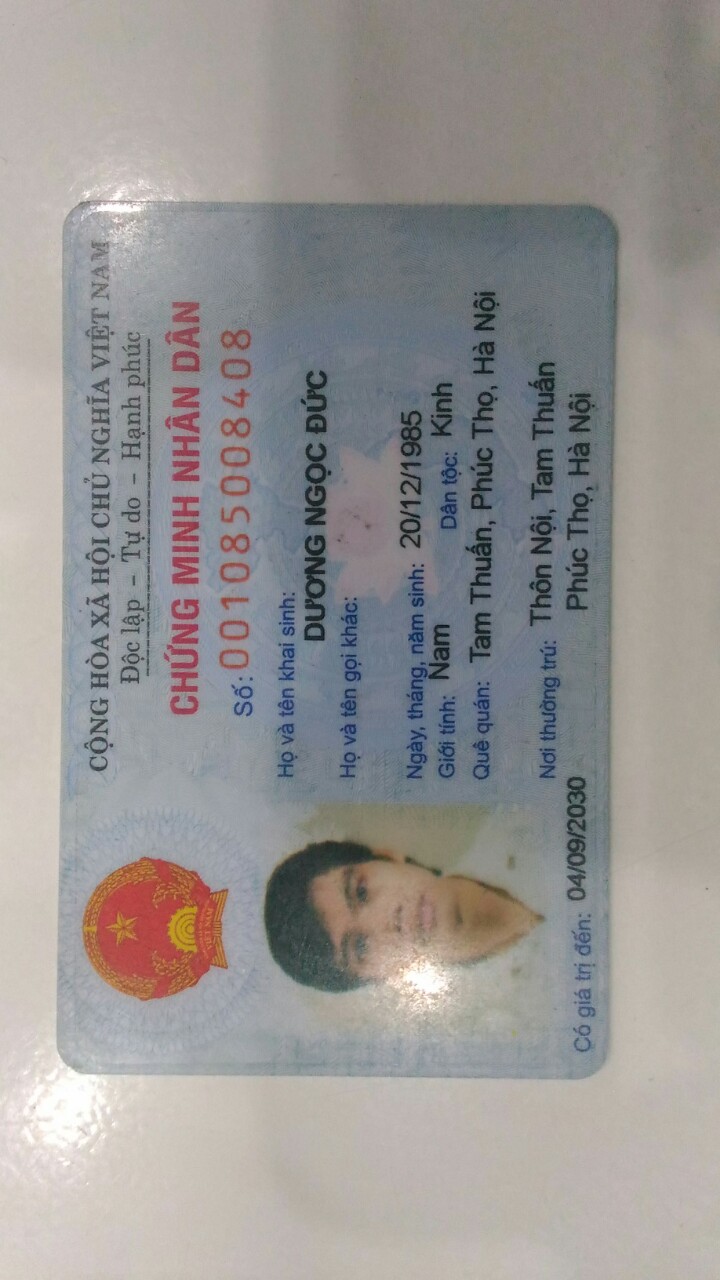 CỘNG HÒA XÃ HỘI CHỦ NGHĨA VIỆT NAM
Độc lập - Tự do - Hạnh phúc
CHỨNG MINH NHÂN DÂN
Số: 001085008408
Họ và tên khai sinh:
DƯƠNG NGỌC ĐỨC
Họ và tên gọi khác:
Ngày, tháng, năm sinh: 20/12/1985
Giới tính: Nam Dân tộc: Kinh
Quê quán: Tam Thuấn, Phúc Thọ, Hà Nội
Nơi thường trú: Thôn Nội, Tam Thuấn
Phúc Thọ, Hà Nội
Có giá trị đến: 04/09/2030
VIỆT NAM